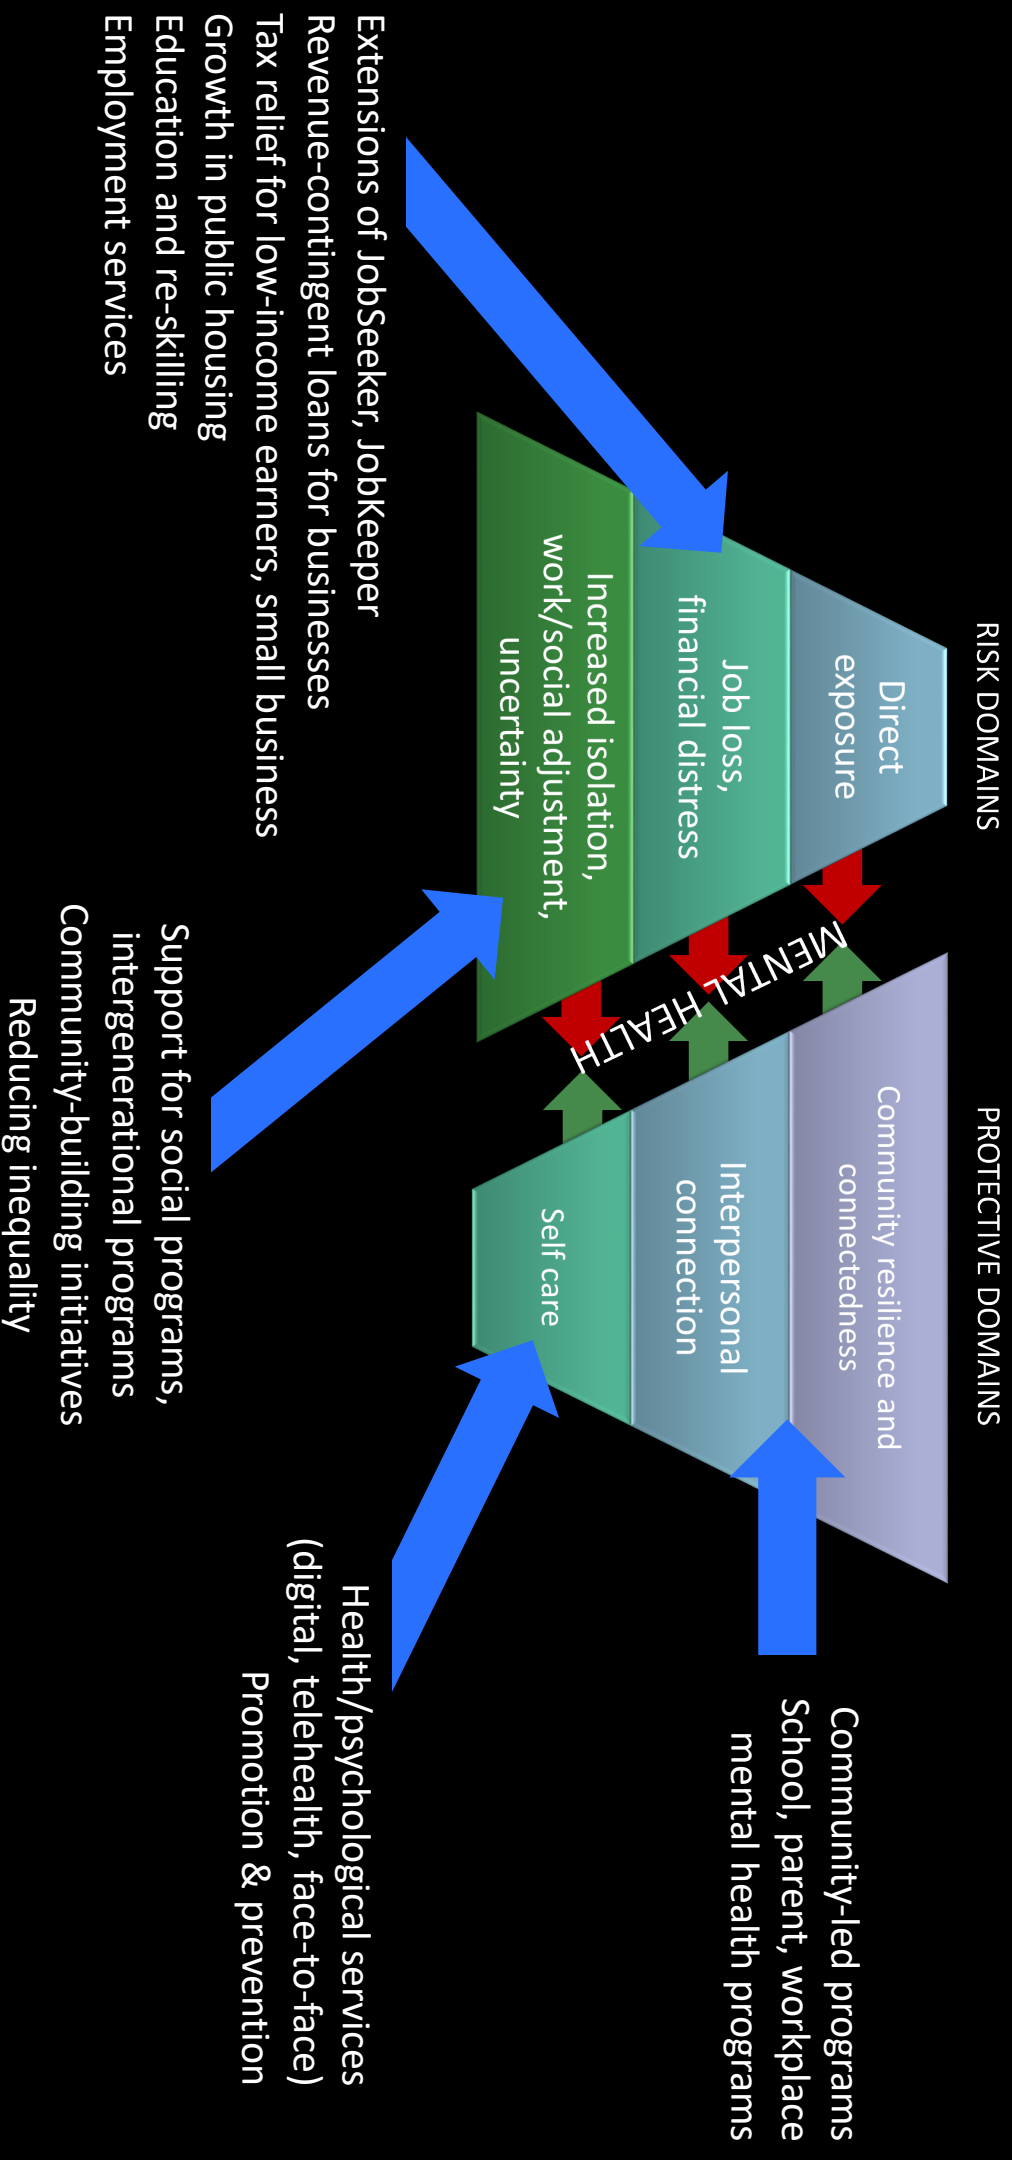 RISK DOMAINS
PROTECTIVE DOMAINS
Direct
exposure
Job loss,
financial distress
Increased isolation,
work/social adjustment,
uncertainty
MENTAL HEALTH
Community resilience and
connectedness
Interpersonal
connection
Self care
Community-led programs
School, parent, workplace
mental health programs
Extensions of JobSeeker, JobKeeper
Revenue-contingent loans for businesses
Tax relief for low-income earners, small business
Growth in public housing
Education and re-skilling
Employment services
Health/psychological services
(digital, telehealth, face-to-face)
Promotion & prevention
Support for social programs,
intergenerational programs
Community-building initiatives
Reducing inequality